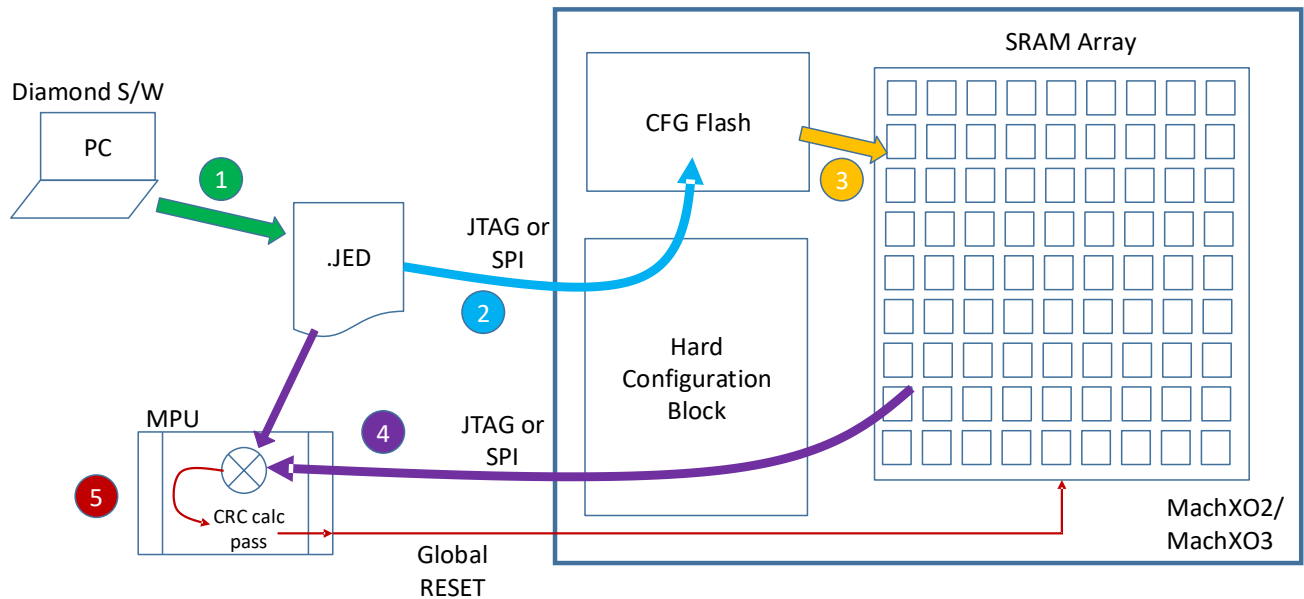 SRAM Array
Diamond S/W
PC
CFG Flash
1
3
.JED
JTAG or
SPI
2
Hard
Configuration
Block
MPU
4
JTAG or
SPI
5
CRC calc
pass
MachXO2/
MachXO3
Global
RESET